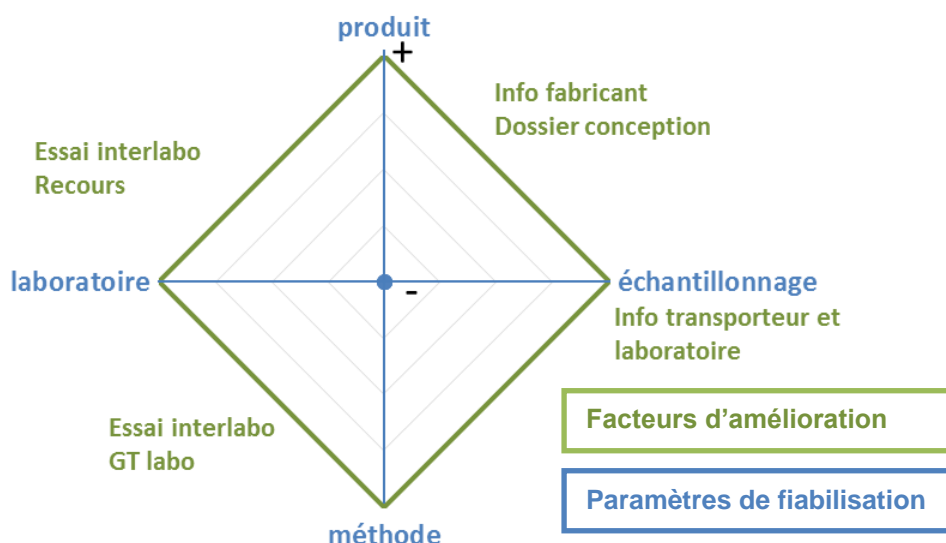 produit
+
Info fabricant
Dossier conception
Essai interlabo
Recours
laboratoire
-
échantillonnage
Info transporteur et
laboratoire
Essai interlabo
GT labo
méthode
Facteurs d'amélioration
Paramètres de fiabilisation